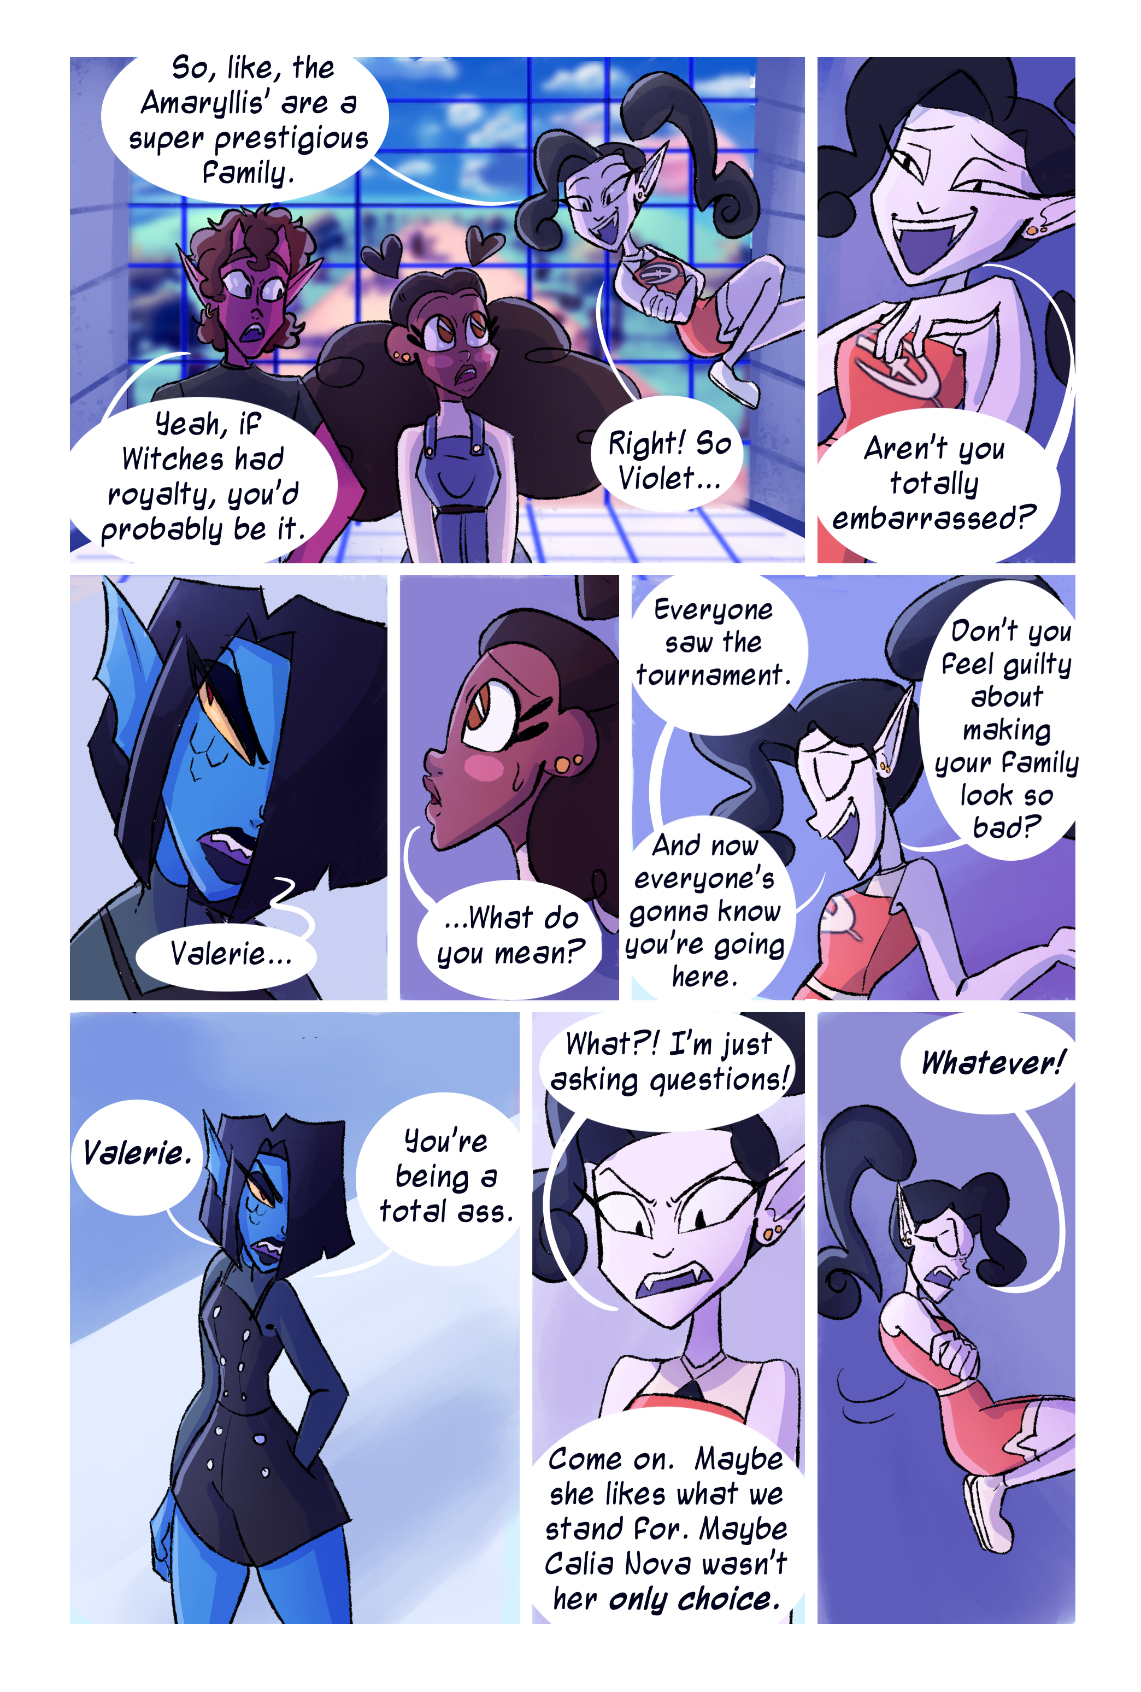 So, like, the
Amaryllis' are a
super prestigious
family.
Yeah, if
Witches had
royalty, you'd
probably be it.
Right! So
Violet...
Aren't you
totally
embarrassed?
Valerie...
...What do
you mean?
Everyone
saw the
tournament.
And now
everyone's
gonna know
you're going
here.
Don't you
feel guilty
about
making
your family
look so
bad?
Valerie.
You're
being a
total ass.
What?! I'm just
asking questions!
Come on. Maybe
she likes what we
stand for. Maybe
Calia Nova wasn't
her only choice.
Whatever!